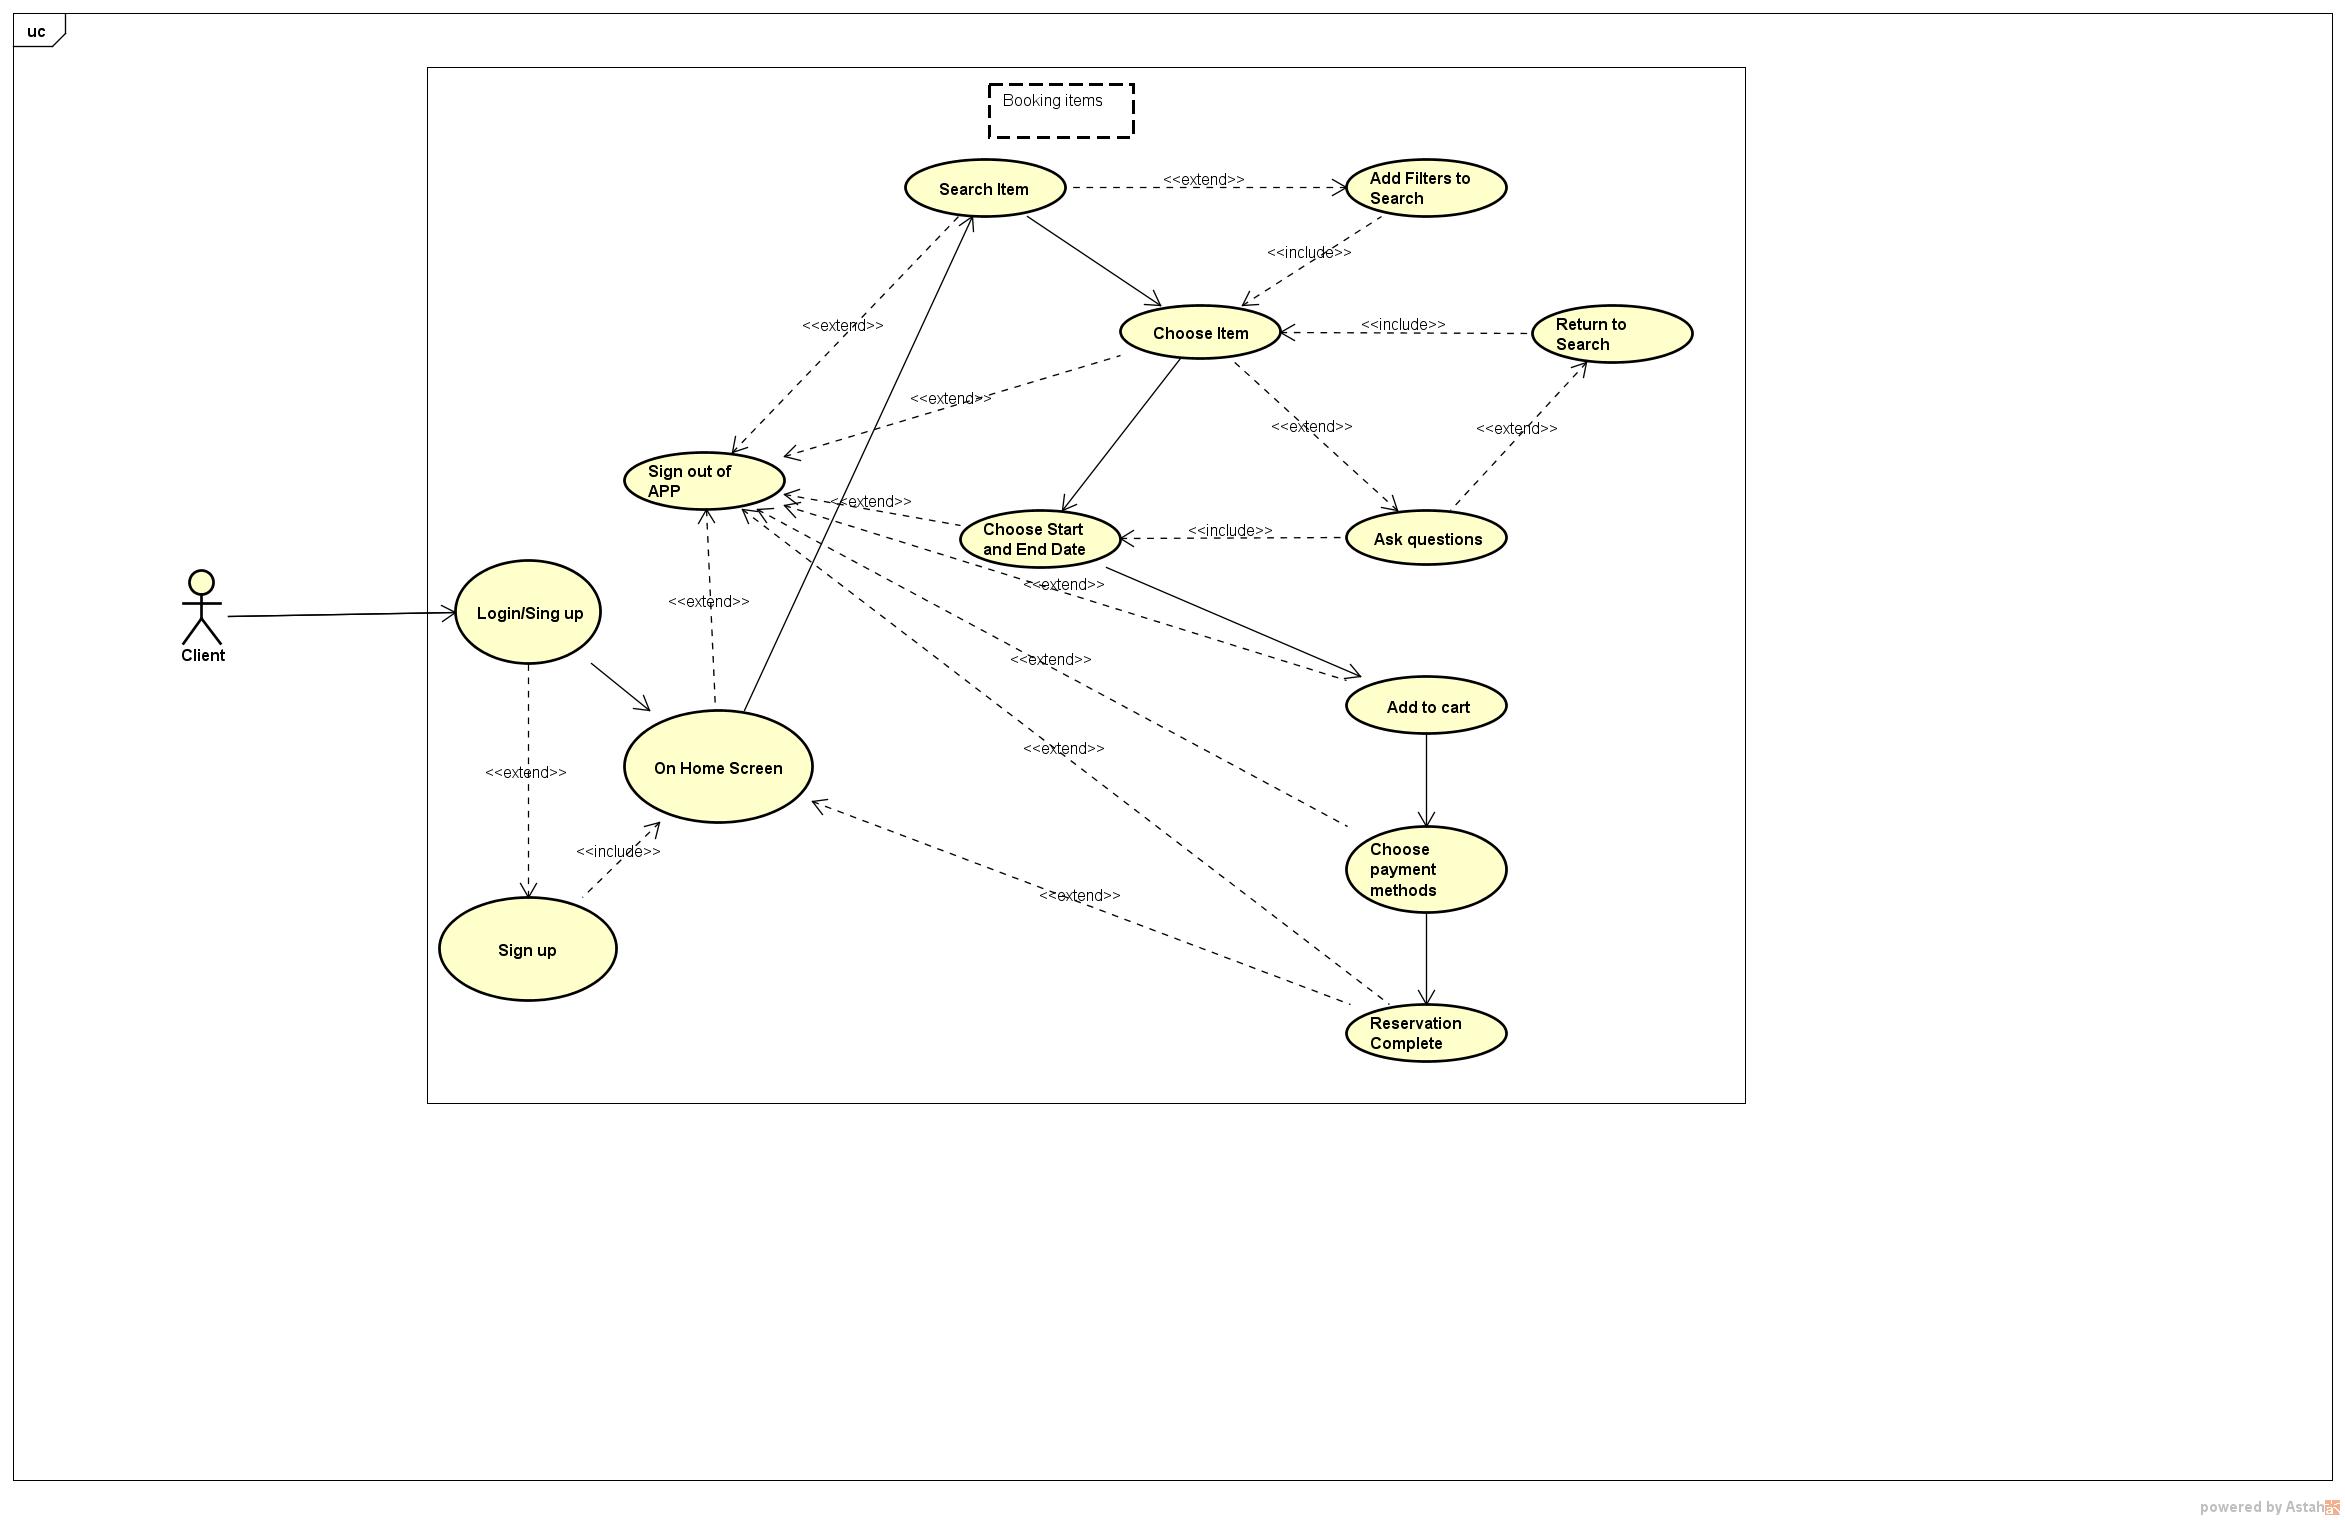 uc
Booking items
Search Item
<<extend>>
Add Filters to
Search
<<include>>
<<extend>>
Choose Item
<<include>>
Return to
Search
<<extend>>
<<extend>>
<<extend>>
Sign out of
APP
<<extend>>
Choose Start
and End Date
<<include>>
Ask questions
<<extend>>
<<extend>>
Client
Login/Sing up
<<extend>>
Add to cart
<<extend>>
On Home Screen
<<extend>>
<<include>>
Choose
payment
methods
<<extend>>
Sign up
Reservation
Complete
powered by Astah